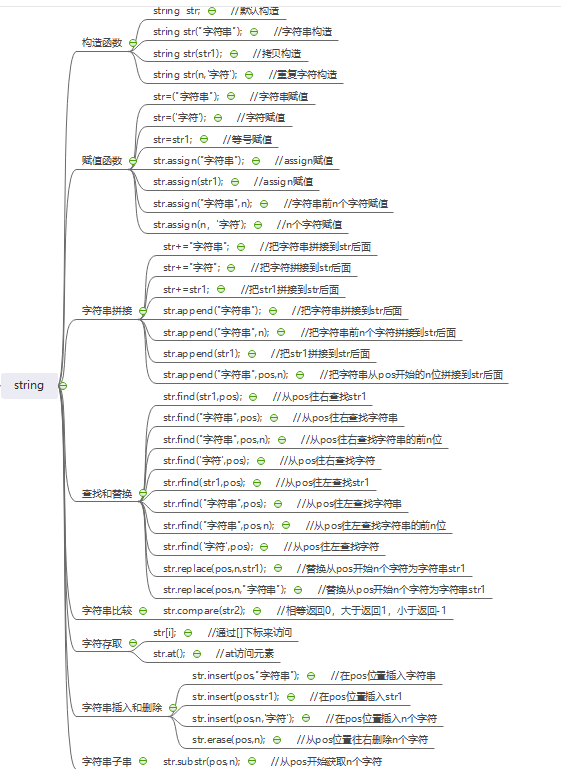 string str; //默认构造
构造函数
string str("字符串"); //字符串构造
string str(str1); //拷贝构造
string str(n,'字符'); //重复字符构造
str=("字符串"); //字符串赋值
str=('字符'); //字符赋值
str=str1; //等号赋值
赋值函数
str.assign("字符串"); //assign赋值
str.assign(str1); //assign赋值
str.assign("字符串",n); //字符串前n个字符赋值
str.assign(n，'字符'); //n个字符赋值
str+="字符串"; //把字符串拼接到str后面
str+="字符"; //把字符拼接到str后面
str+=str1; //把str1拼接到str后面
字符串拼接
str.append("字符串"); //把字符串拼接到str后面
str.append("字符串",n); //把字符串前n个字符拼接到str后面
str.append(str1); //把str1拼接到str后面
str.append("字符串",pos,n); //把字符串从pos开始的n位拼接到str后面
string
str.find(str1,pos); //从pos往右查找str1
str.find("字符串",pos); //从pos往右查找字符串
str.find("字符串",pos,n); //从pos往右查找字符串的前n位
str.find('字符',pos); //从pos往右查找字符
str.rfind(str1,pos); //从pos往左查找str1
查找和替换
str.rfind("字符串",pos); //从pos往左查找字符串
str.rfind("字符串",pos,n); //从pos往左查找字符串的前n位
str.rfind('字符',pos); //从pos往左查找字符
str.replace(pos,n,str1); //替换从pos开始n个字符为字符串str1
str.replace(pos,n,"字符串"); //替换从pos开始n个字符为字符串str1
字符串比较
str.compare(str2); //相等返回0，大于返回1，小于返回-1
str[i]; //通过[]下标来访问
字符存取
str.at(); //at访问元素
str.insert(pos,"字符串"); //在pos位置插入字符串
str.insert(pos,str1); //在pos位置插入str1
字符串插入和删除
str.insert(pos,n,'字符'); //在pos位置插入n个字符
str.erase(pos,n); //从pos位置往右删除n个字符
字符串子串
str.substr(pos,n); //从pos开始获取n个字符